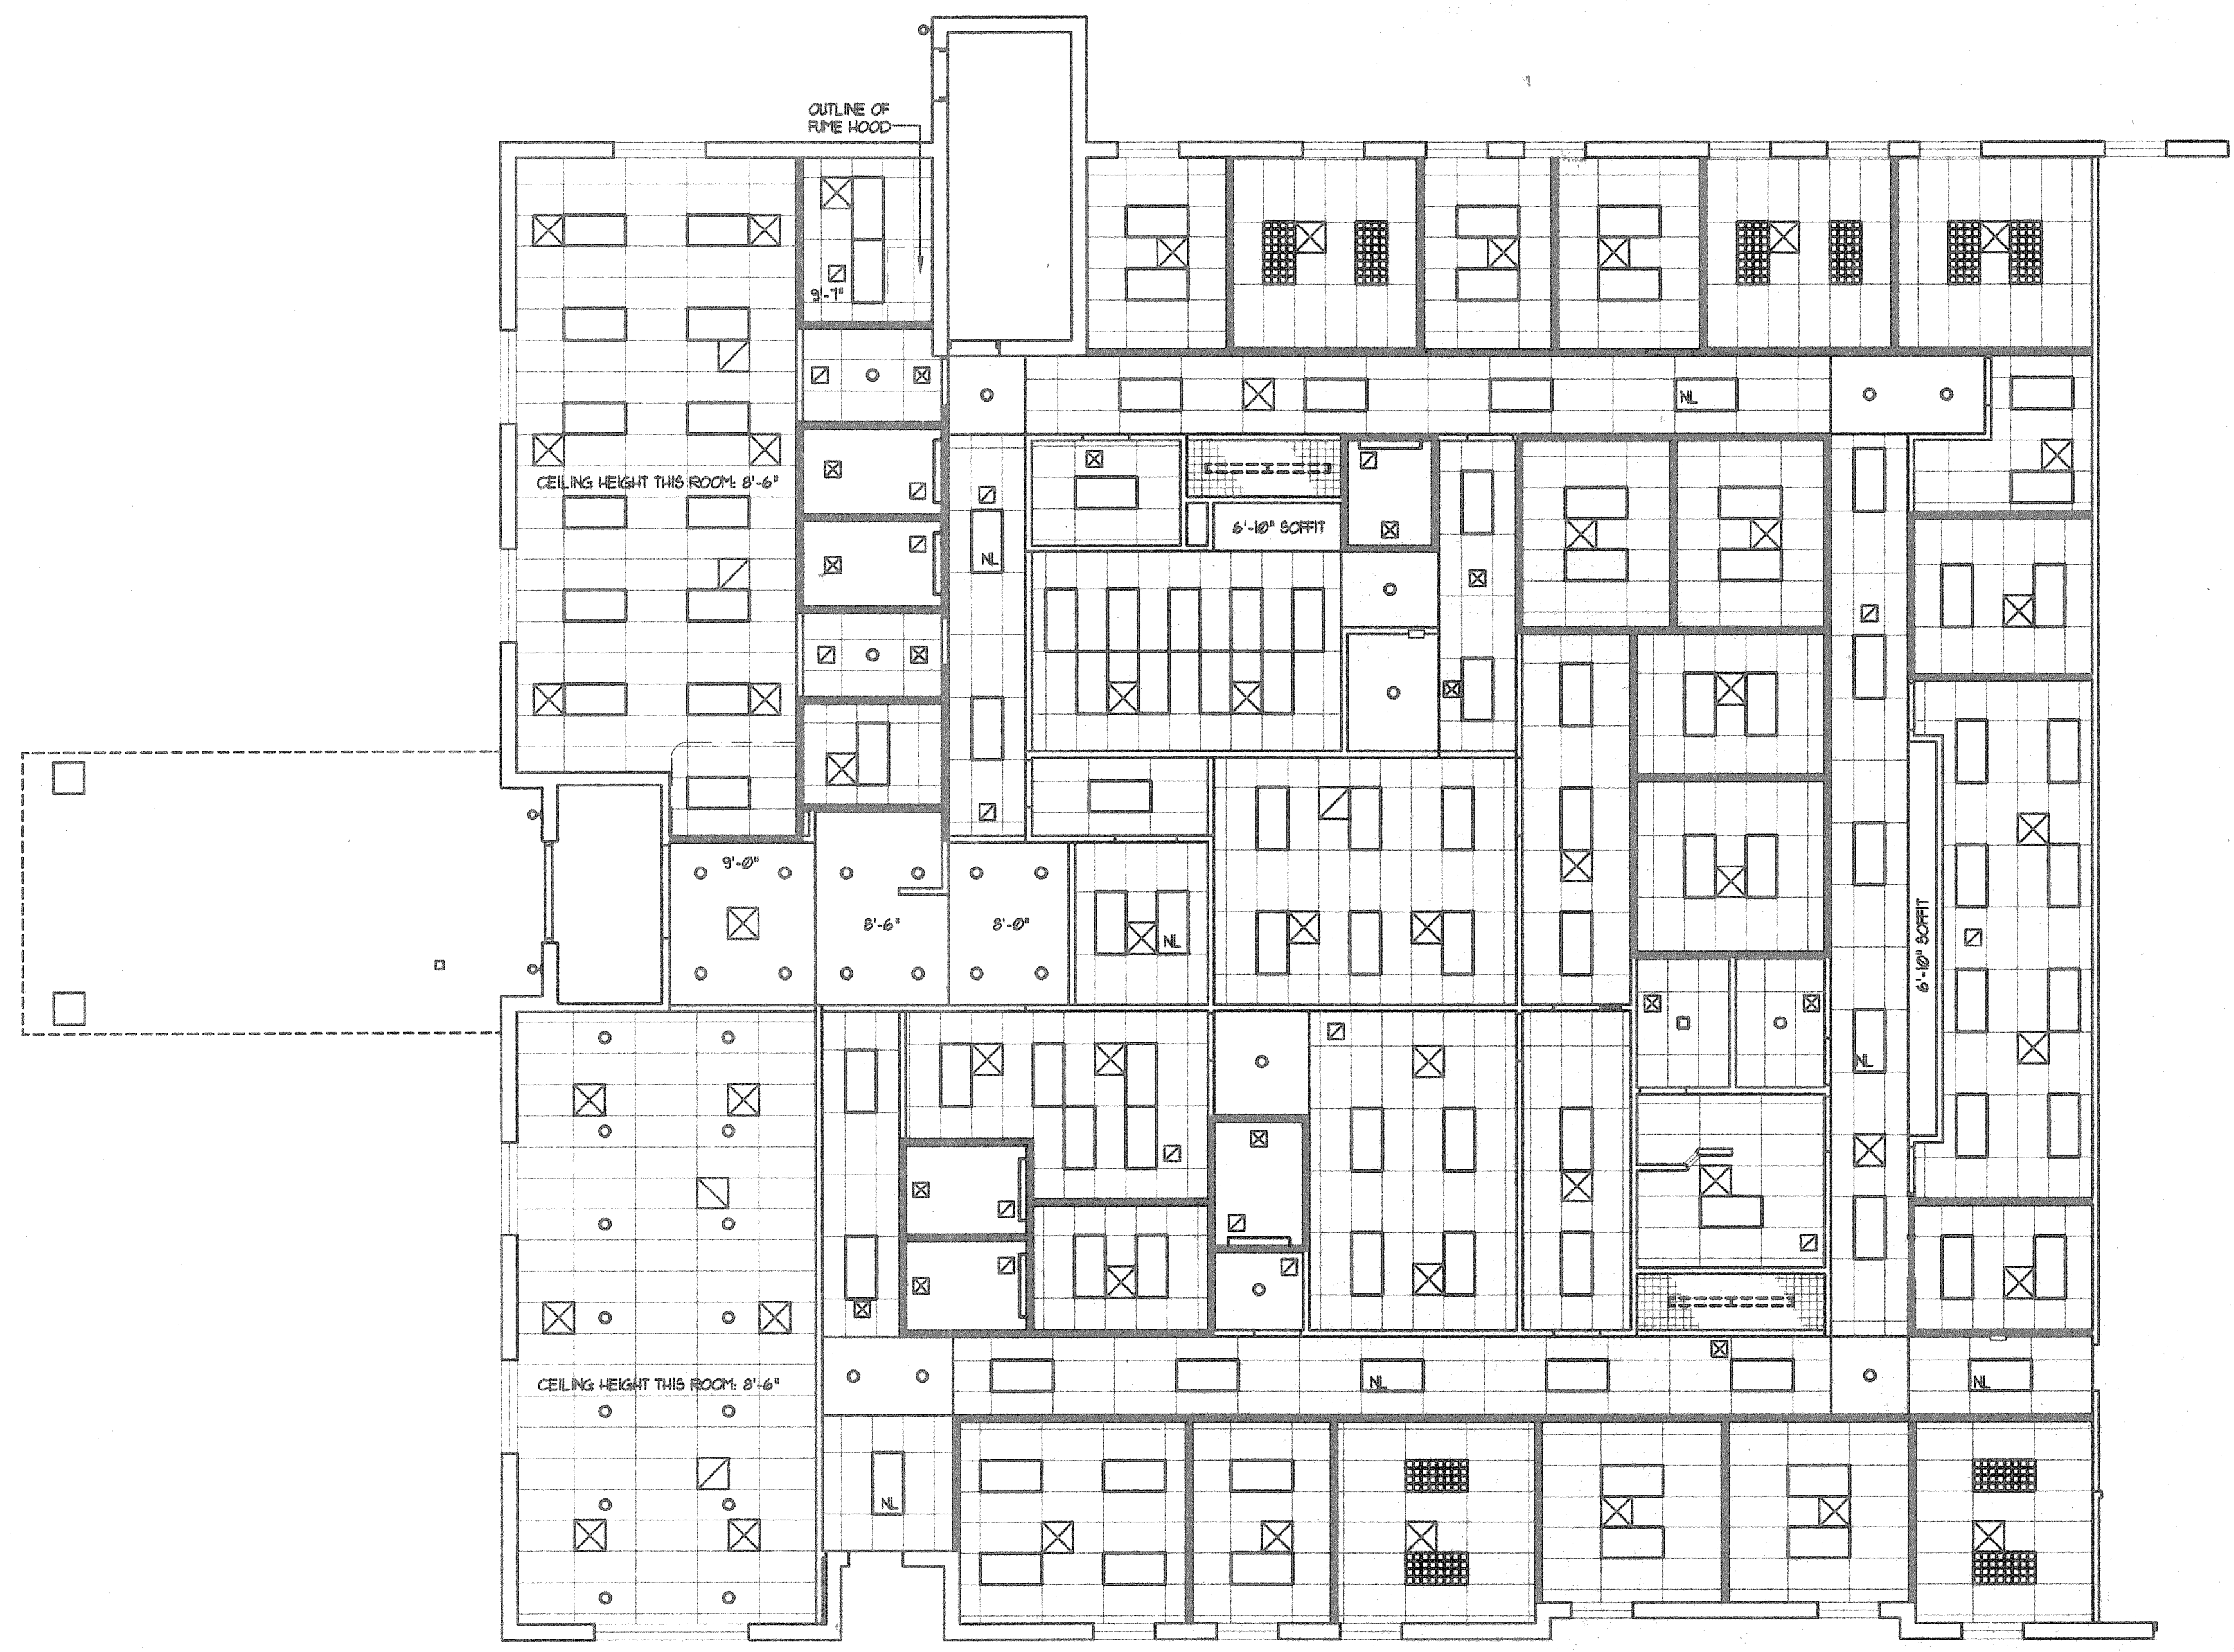 OUTLINE OF
FUME HOOD
9'-7"
NL
CEILING HEIGHT THIS ROOM: 8'-6"
6'-10" SOFFIT
NL
9'-0"
8'-6"
8'-0"
NL
6'-10" SOFFIT
NL
CEILING HEIGHT THIS ROOM: 8'-6"
NL
NL
NL